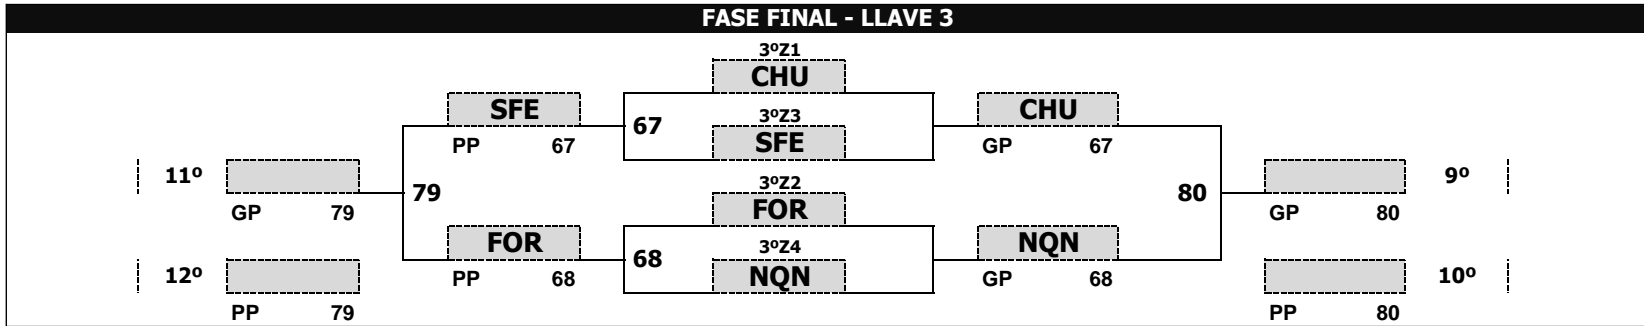 FASE FINAL - LLAVE 3
3ºZ1
CHU
SFE 67 3ºZ3 CHU
PP 67 SFE GP 67
11º 79 3ºZ2 80 9º
GP 79 FOR GP 80
FOR 68 3ºZ4 NQN
12º PP 68 NQN GP 68 10º
PP 79 PP 80